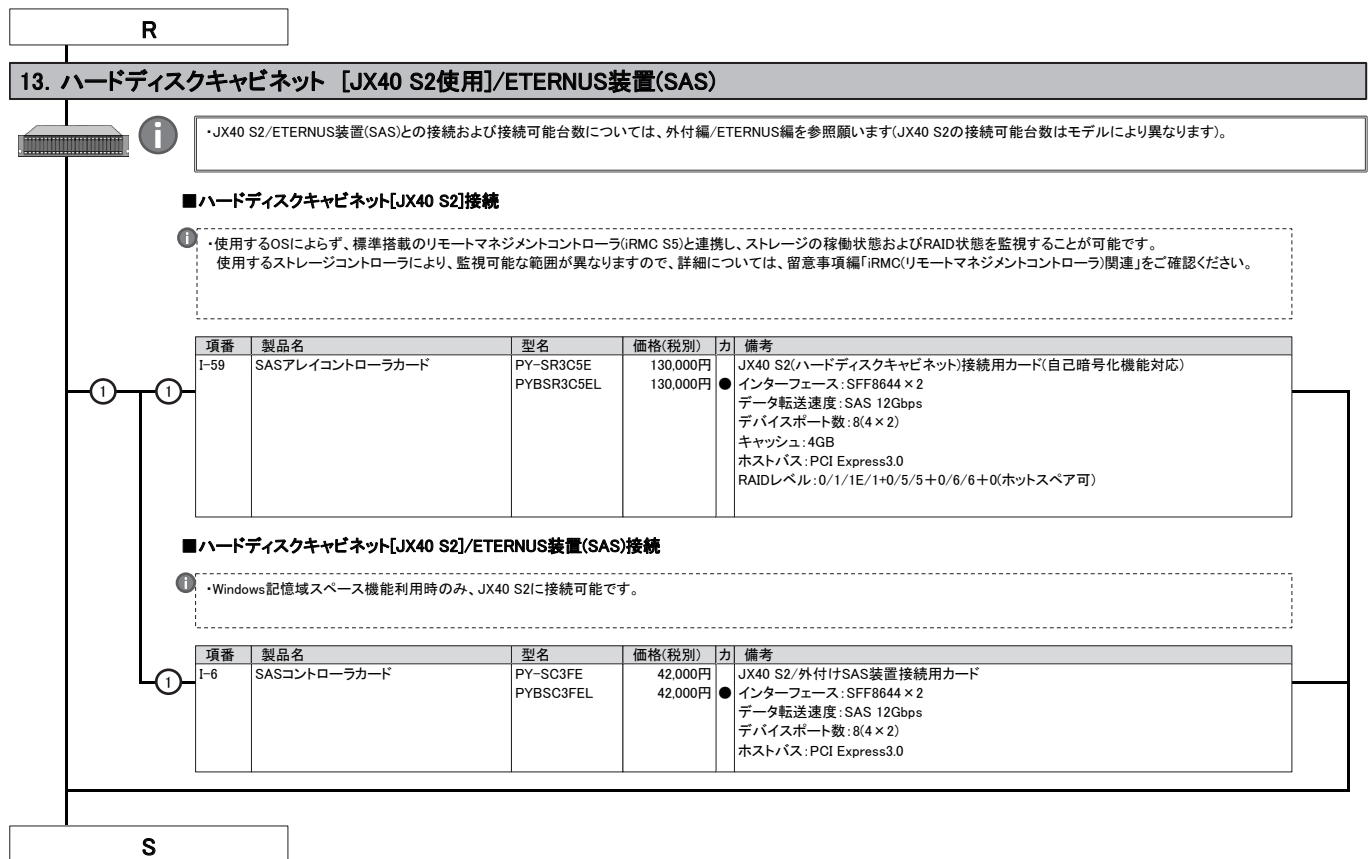 R
13. ハードディスクキャビネット [JX40 S2使用]/ETERNUS装置(SAS)
・JX40 S2/ETERNUS装置(SAS)との接続および接続可能台数については、外付編/ETERNUS編を参照願います(JX40 S2の接続可能台数はモデルにより異なります)。
■ハードディスクキャビネット[JX40 S2]接続
・使用するOSによらず、標準搭載のリモートマネジメントコントローラ(iRMC S5)と連携し、ストレージの稼働状態およびRAID状態を監視することが可能です。
使用するストレージコントローラにより、監視可能な範囲が異なりますので、詳細については、留意事項編「iRMC(リモートマネジメントコントローラ)関連」をご確認ください。
項番 製品名 型名 価格(税別) カ 備考
I-59 SASアレイコントローラカード PY-SR3C5E 130,000円 JX40 S2(ハードディスクキャビネット)接続用カード(自己暗号化機能対応)
PYBSR3C5EL 130,000円 ● インターフェース:SFF8644×2
データ転送速度:SAS 12Gbps
デバイスポート数:8(4×2)
キャッシュ:4GB
ホストバス:PCI Express3.0
RAIDレベル:0/1/1E/1+0/5/5+0/6/6+0(ホットスペア可)
① ①
■ハードディスクキャビネット[JX40 S2]/ETERNUS装置(SAS)接続
・Windows記憶域スペース機能利用時のみ、JX40 S2に接続可能です。
項番 製品名 型名 価格(税別) カ 備考
I-6 SASコントローラカード PY-SC3FE 42,000円 JX40 S2/外付けSAS装置接続用カード
PYBSC3FEL 42,000円 ● インターフェース:SFF8644×2
データ転送速度:SAS 12Gbps
デバイスポート数:8(4×2)
ホストバス:PCI Express3.0
①
S